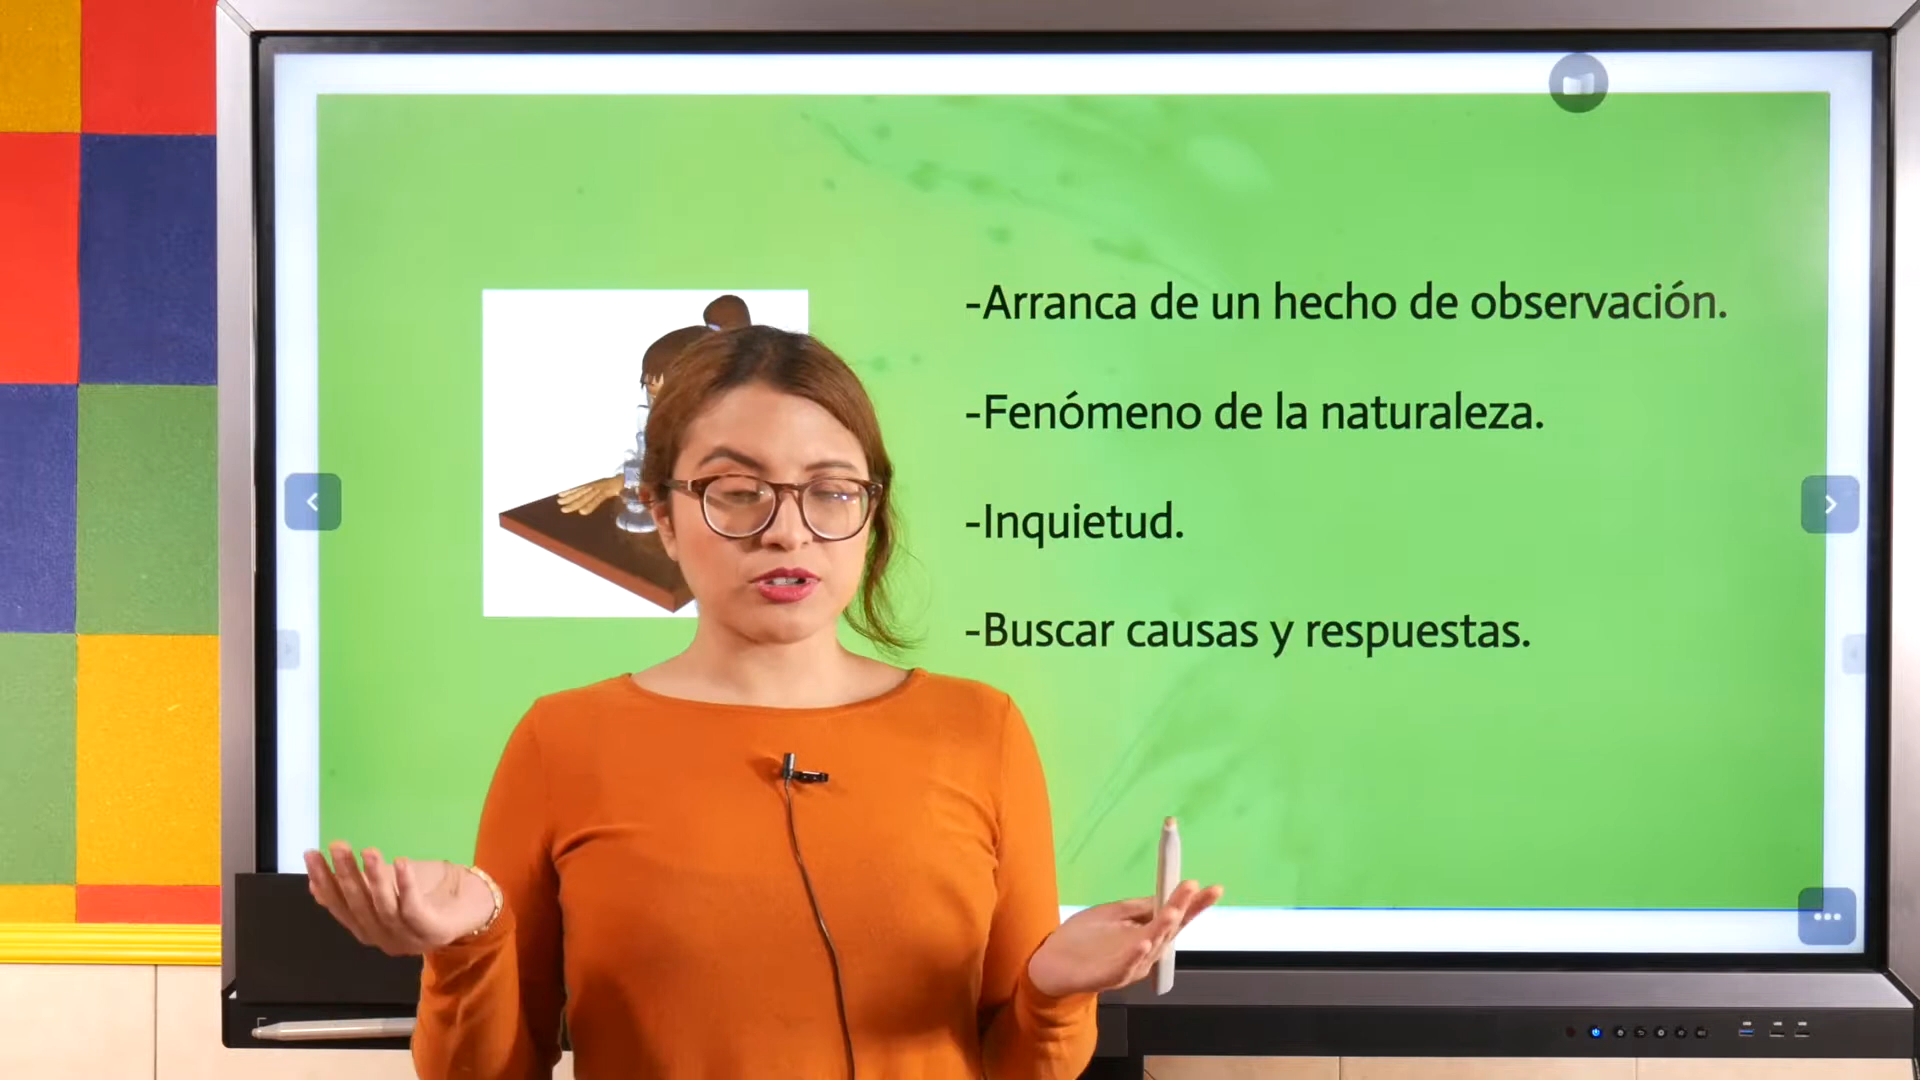 -Arranca de un hecho de observación.
-Fenómeno de la naturaleza.
-Inquietud.
-Buscar causas y respuestas.